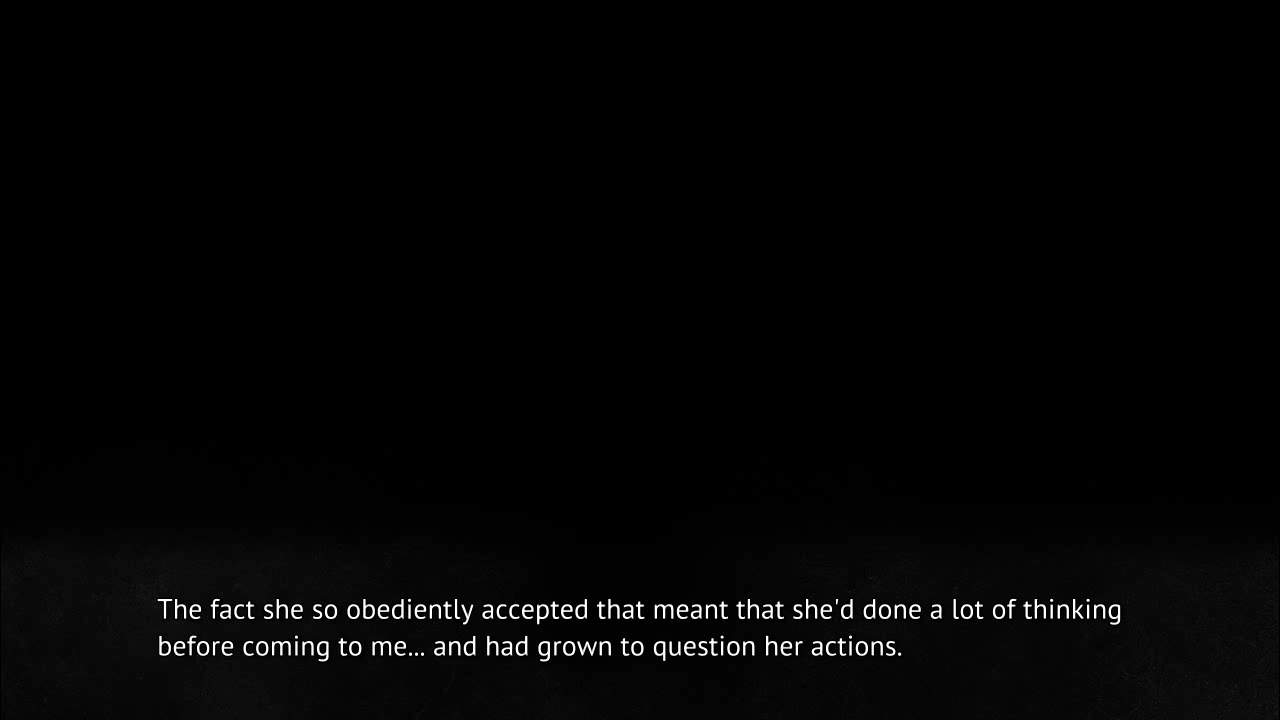 The fact she so obediently accepted that meant that she'd done a lot of thinking
before coming to me... and had grown to question her actions.